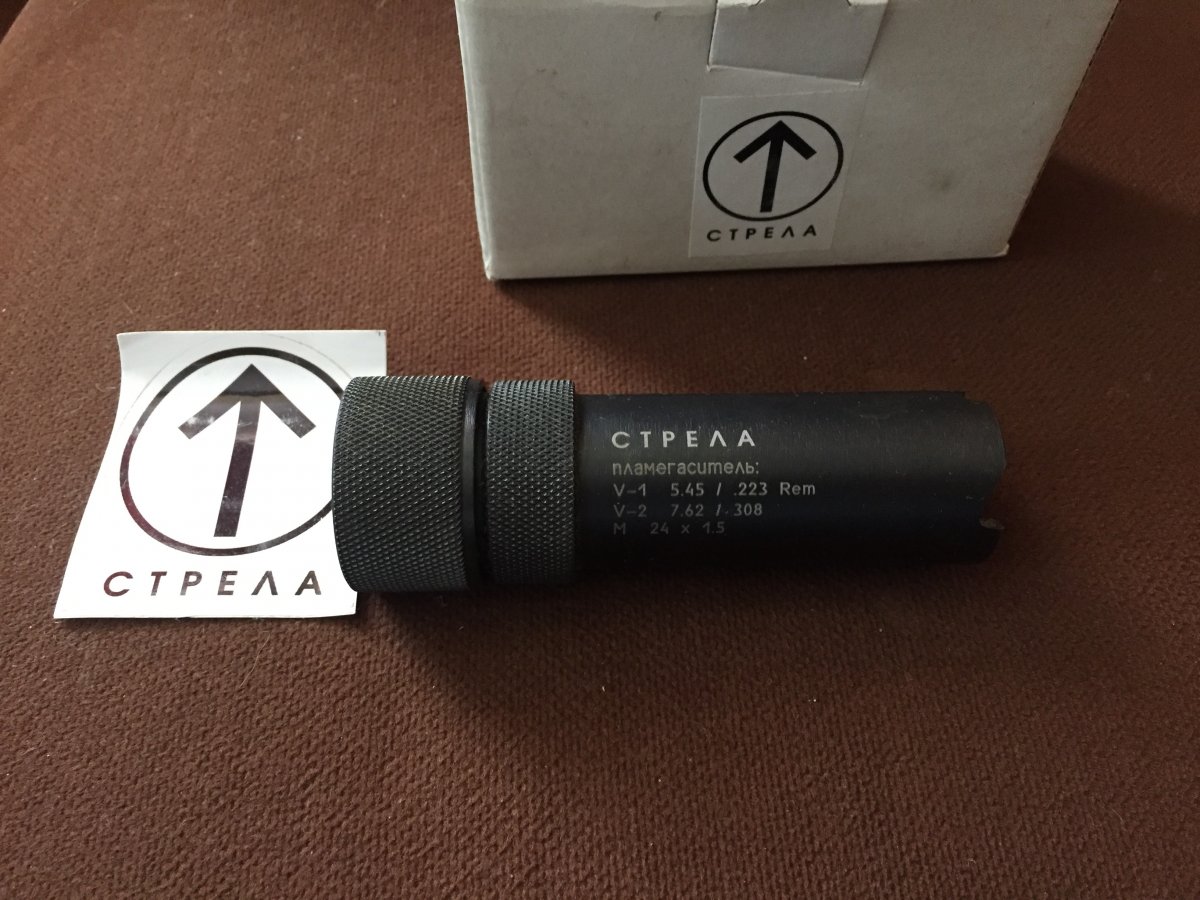 СТРЕЛА
СТРЕЛА
СТРЕЛА
пламегаситель:
V-1 5.45 / .223 Rem
V-2 7.62 / .308
M 24 x 1.5